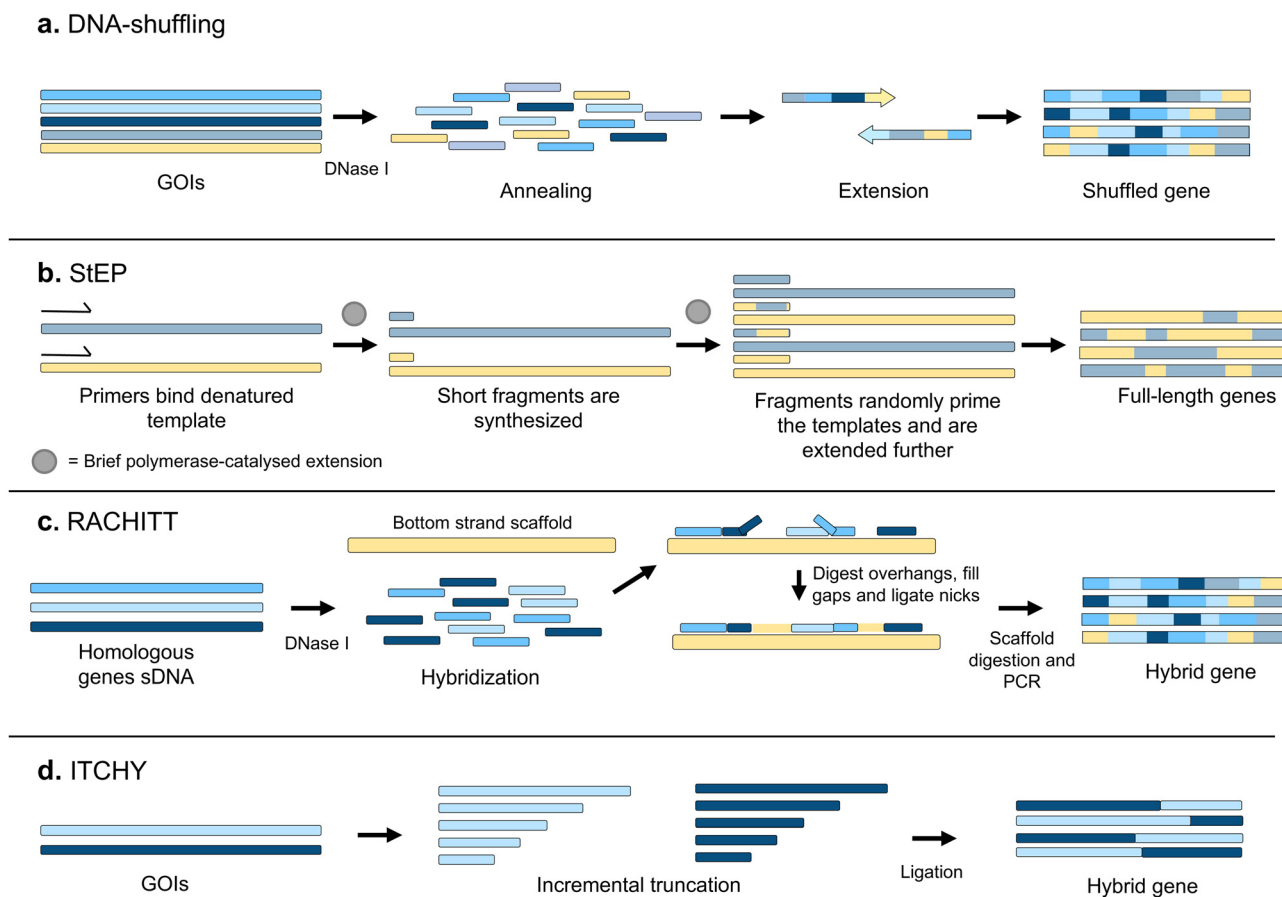 a. DNA-shuffling
GOIs
DNase I
Annealing
Extension
Shuffled gene
b. StEP
Primers bind denatured
template
Short fragments are
synthesized
Fragments randomly prime
the templates and are
extended further
Full-length genes
= Brief polymerase-catalysed extension
c. RACHITT
Bottom strand scaffold
Homologous
genes sDNA
DNase I
Hybridization
Digest overhangs, fill
gaps and ligate nicks
Scaffold
digestion and
PCR
Hybrid gene
d. ITCHY
GOIs
Incremental truncation
Ligation
Hybrid gene